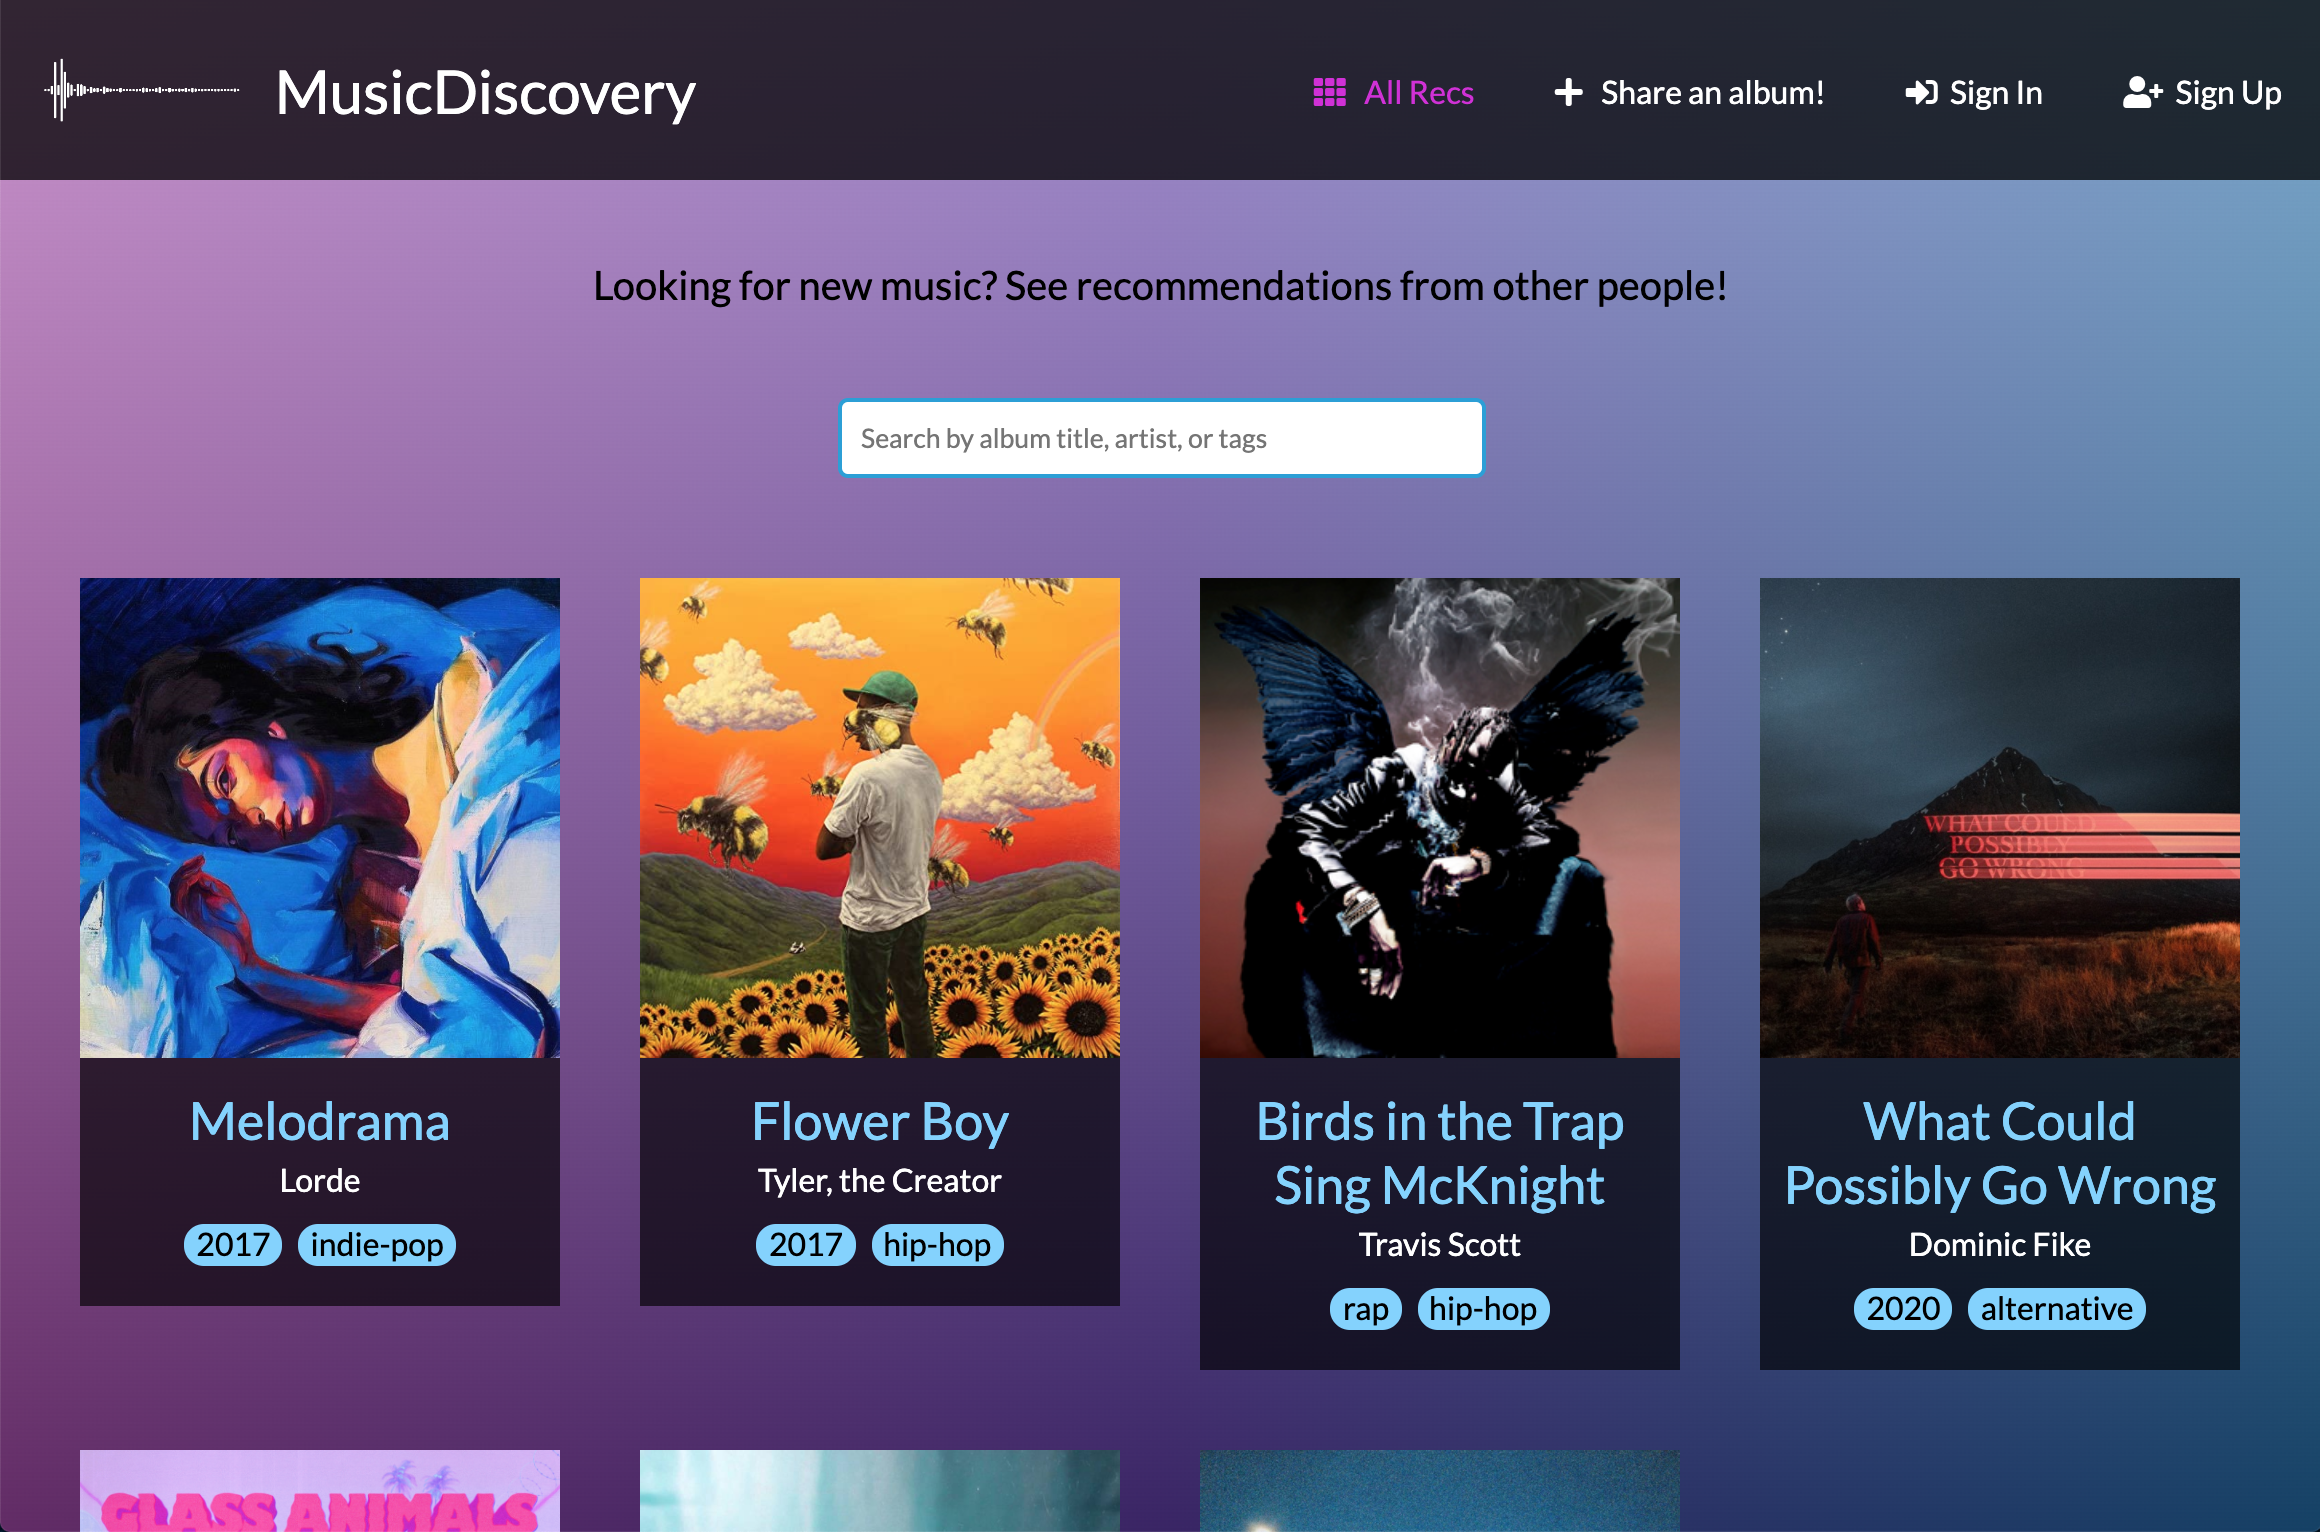 MusicDiscovery
All Recs
Share an album!
Sign In
Sign Up
Looking for new music? See recommendations from other people!
Search by album title, artist, or tags
WHAT COULD
POSSIBLY
GO WRONG
Melodrama
Lorde
2017 indie-pop
Flower Boy
Tyler, the Creator
2017 hip-hop
Birds in the Trap
Sing McKnight
Travis Scott
rap hip-hop
What Could
Possibly Go Wrong
Dominic Fike
2020 alternative
GLASS ANIMALS